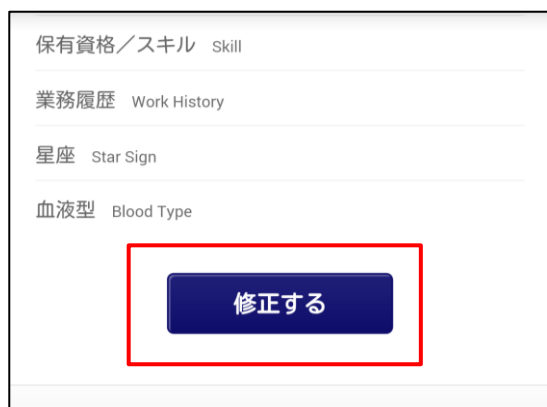 保有資格／スキル Skill
業務履歴 Work History
星座 Star Sign
血液型 Blood Type
修正する